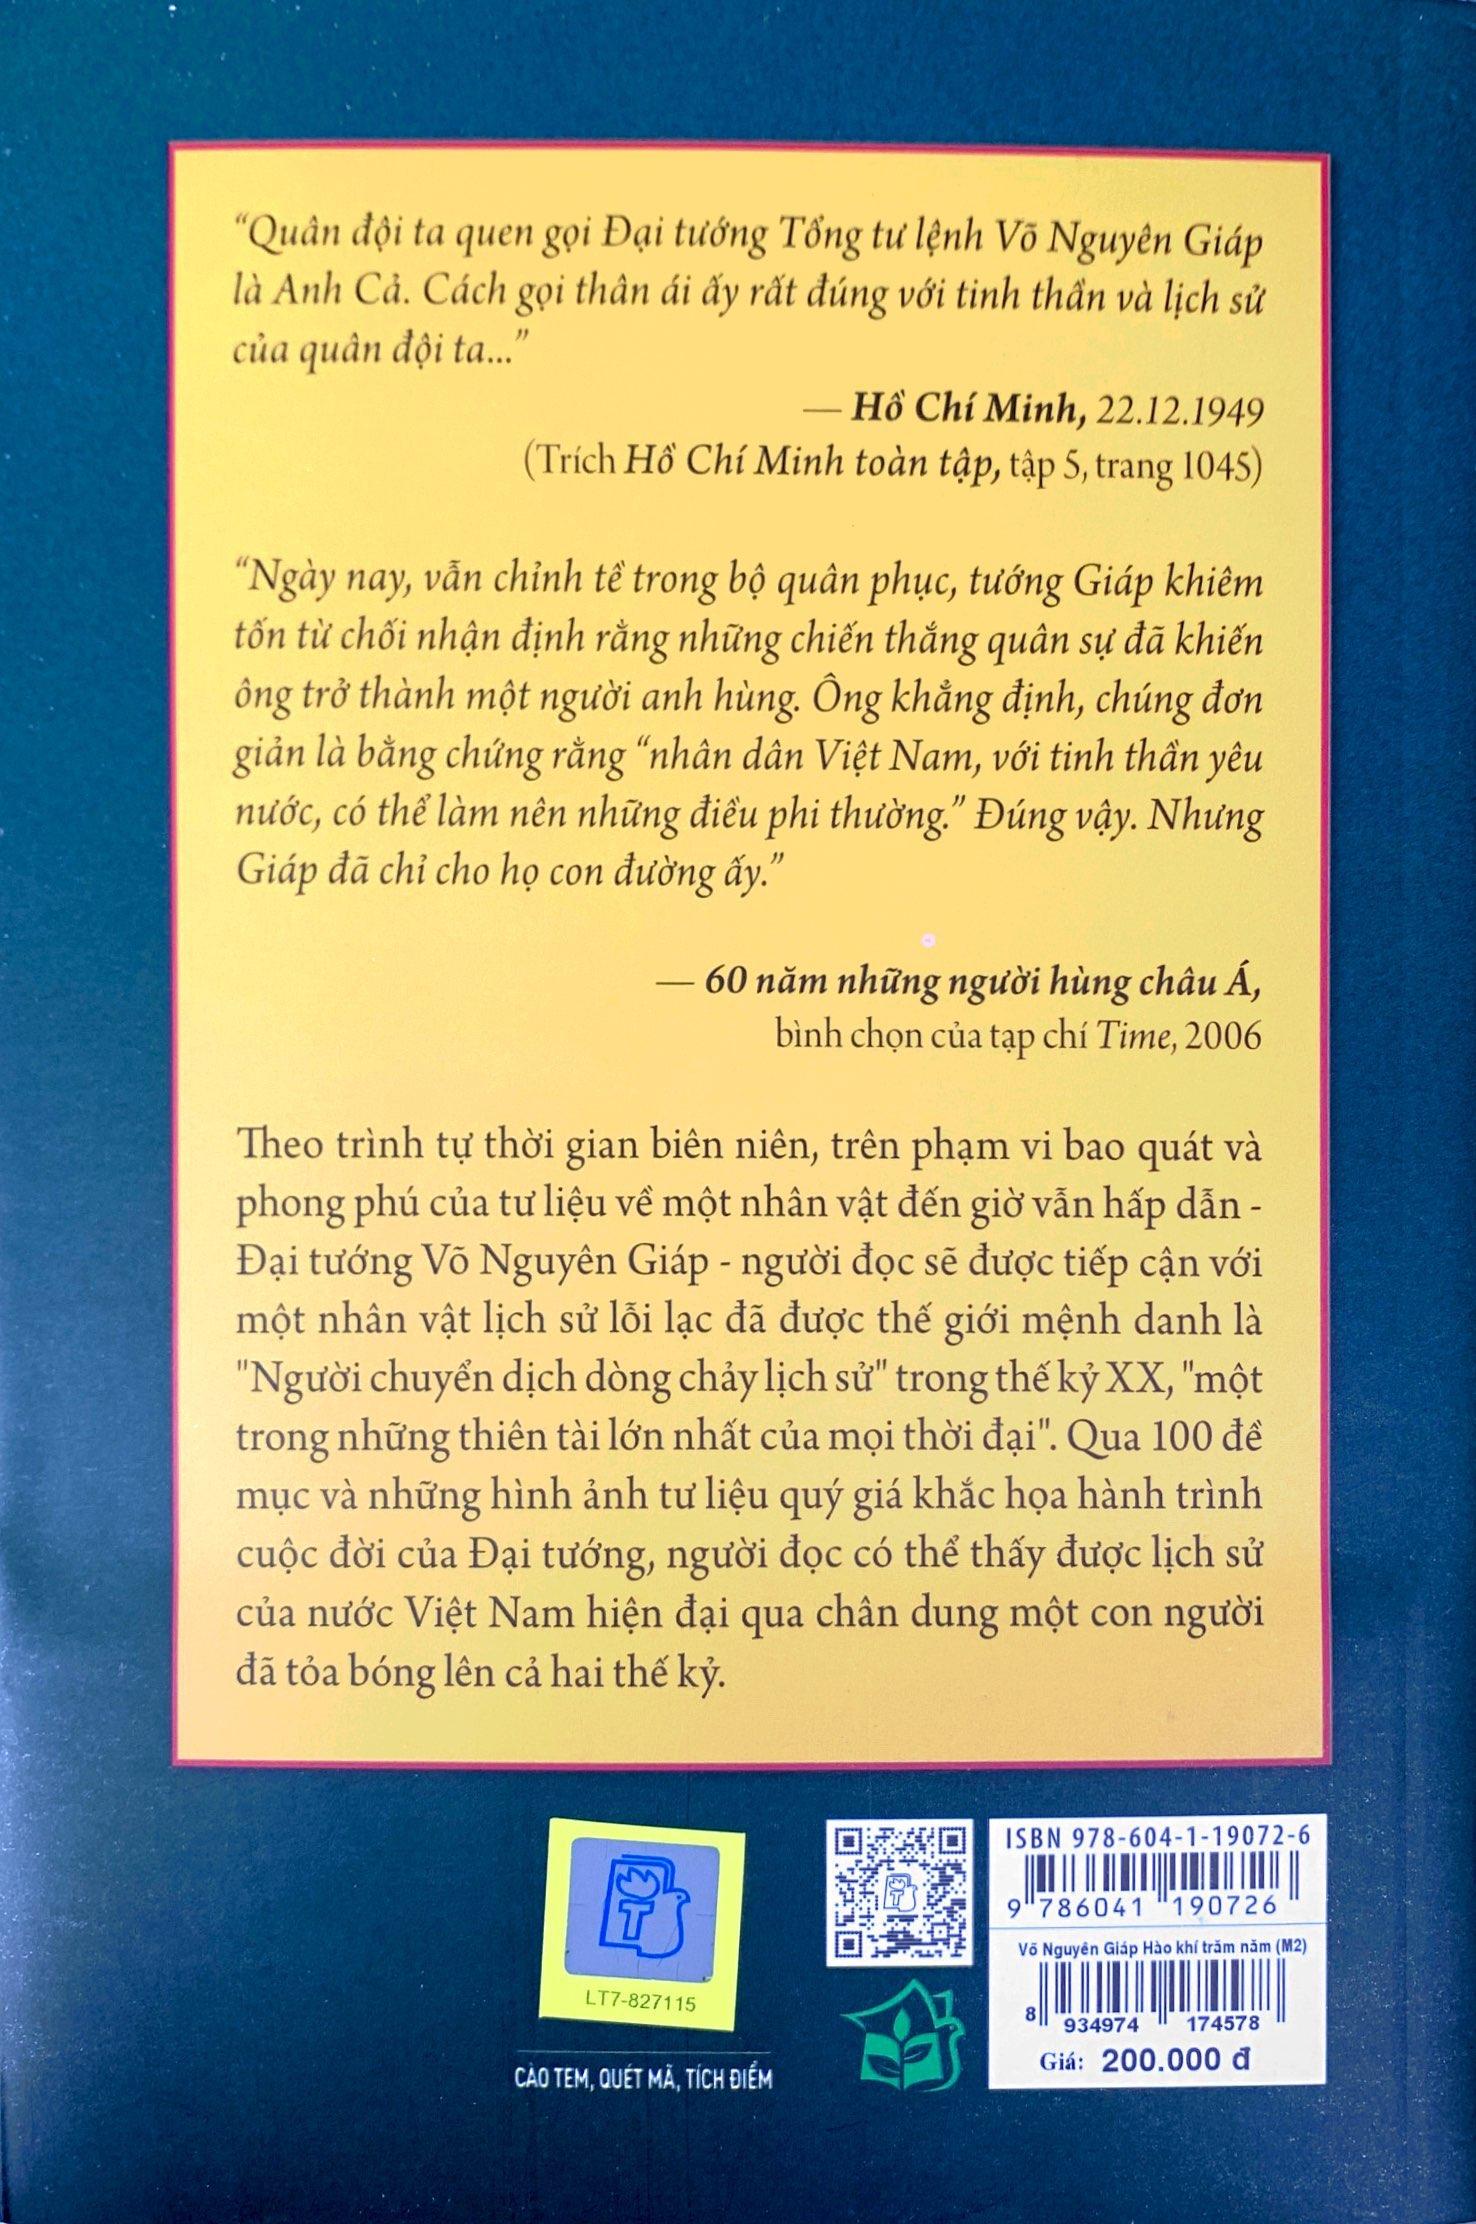 “Quân đội ta quen gọi Đại tướng Tổng tư lệnh Võ Nguyên Giáp
là Anh Cả. Cách gọi thân ái ấy rất đúng với tinh thần và lịch sử
của quân đội ta...”
— Hồ Chí Minh, 22.12.1949
(Trích Hồ Chí Minh toàn tập, tập 5, trang 1045)
“Ngày nay, vẫn chỉnh tề trong bộ quân phục, tướng Giáp khiêm
tốn từ chối nhận định rằng những chiến thắng quân sự đã khiến
ông trở thành một người anh hùng. Ông khẳng định, chúng đơn
giản là bằng chứng rằng “nhân dân Việt Nam, với tinh thần yêu
nước, có thể làm nên những điều phi thường.” Đúng vậy. Nhưng
Giáp đã chỉ cho họ con đường ấy.”
— 60 năm những người hùng châu Á,
bình chọn của tạp chí Time, 2006
Theo trình tự thời gian biên niên, trên phạm vi bao quát và
phong phú của tư liệu về một nhân vật đến giờ vẫn hấp dẫn -
Đại tướng Võ Nguyên Giáp - người đọc sẽ được tiếp cận với
một nhân vật lịch sử lỗi lạc đã được thế giới mệnh danh là
"Người chuyển dịch dòng chảy lịch sử" trong thế kỷ XX, "một
trong những thiên tài lớn nhất của mọi thời đại". Qua 100 đề
mục và những hình ảnh tư liệu quý giá khắc họa hành trình
cuộc đời của Đại tướng, người đọc có thể thấy được lịch sử
của nước Việt Nam hiện đại qua chân dung một con người
đã tỏa bóng lên cả hai thế kỷ.
T
LT7-827115
CÀO TEM, QUÉT MÃ, TÍCH ĐIỂM
ISBN 978-604-1-19072-6
9 786041 190726
Võ Nguyên Giáp Hào khí trăm năm (M2)
8 934974 174578
Giá: 200.000 đ